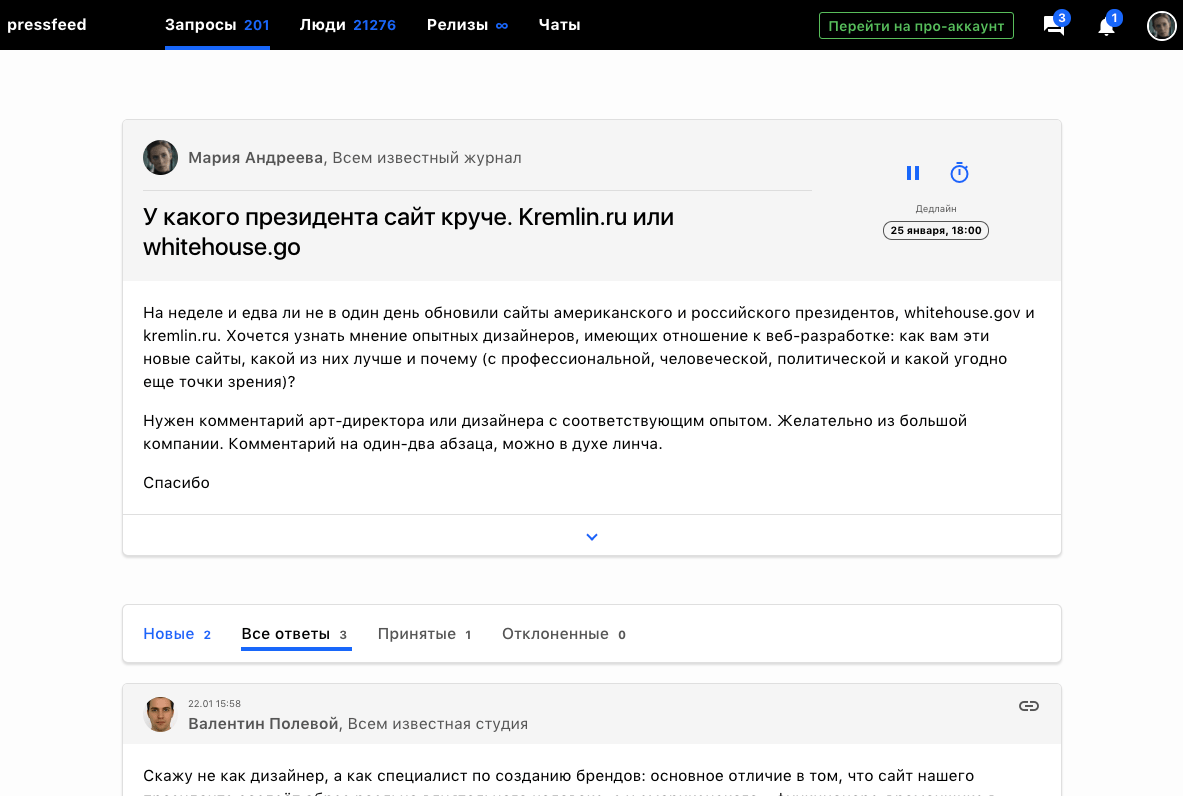 pressfeed
Запросы 201 Люди 21276 Релизы ∞ Чаты
Перейти на про-аккаунт
3
1
Мария Андреева, Всем известный журнал
У какого президента сайт круче. Kremlin.ru или
whitehouse.go
Дедлайн
25 января, 18:00
На неделе и едва ли не в один день обновили сайты американского и российского президентов, whitehouse.gov и
kremlin.ru. Хочется узнать мнение опытных дизайнеров, имеющих отношение к веб-разработке: как вам эти
новые сайты, какой из них лучше и почему (с профессиональной, человеческой, политической и какой угодно
еще точки зрения)?
Нужен комментарий арт-директора или дизайнера с соответствующим опытом. Желательно из большой
компании. Комментарий на один-два абзаца, можно в духе линча.
Спасибо
Новые 2 Все ответы 3 Принятые 1 Отклоненные 0
22.01 15:58
Валентин Полевой, Всем известная студия
Скажу не как дизайнер, а как специалист по созданию брендов: основное отличие в том, что сайт нашего